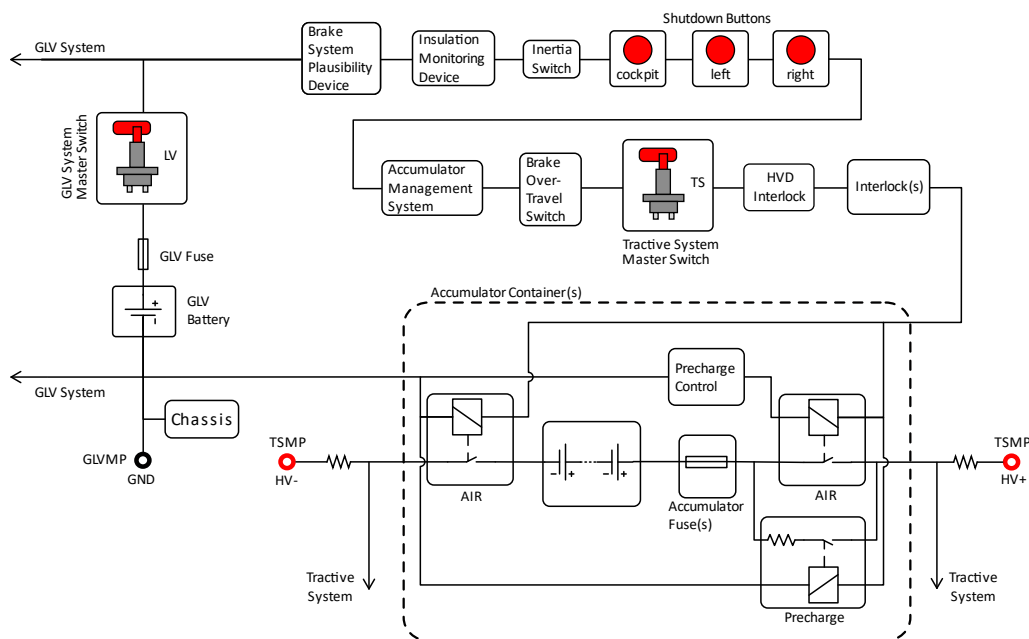 Shutdown Buttons
GLV System
Brake
System
Plausibility
Device
Insulation
Monitoring
Device
Inertia
Switch
cockpit
left
right
GLV System
Master Switch
LV
Accumulator
Management
System
Brake
Over-
Travel
Switch
TS
Tractive System
Master Switch
HVD
Interlock
Interlock(s)
GLV Fuse
GLV
Battery
+
-
Accumulator Container(s)
GLV System
Precharge
Control
Chassis
GLVMP
GND
TSMP
HV-
AIR
- + - +
Accumulator
Fuse(s)
AIR
TSMP
HV+
Tractive
System
Precharge
Tractive
System